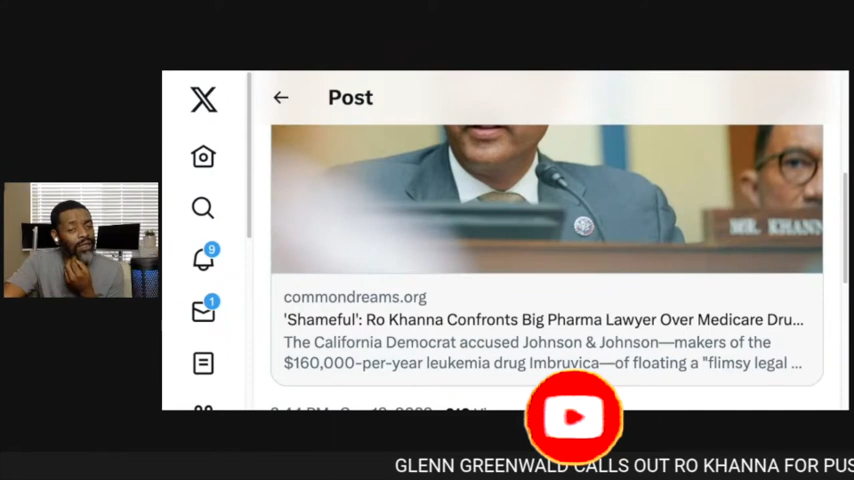 Post
MR. KHANN
9
1
commondreams.org
'Shameful': Ro Khanna Confronts Big Pharma Lawyer Over Medicare Dru...
The California Democrat accused Johnson & Johnson—makers of the
$160,000-per-year leukemia drug Imbruvica—of floating a "flimsy legal ...
GLENN GREENWALD CALLS OUT RO KHANNA FOR PUS